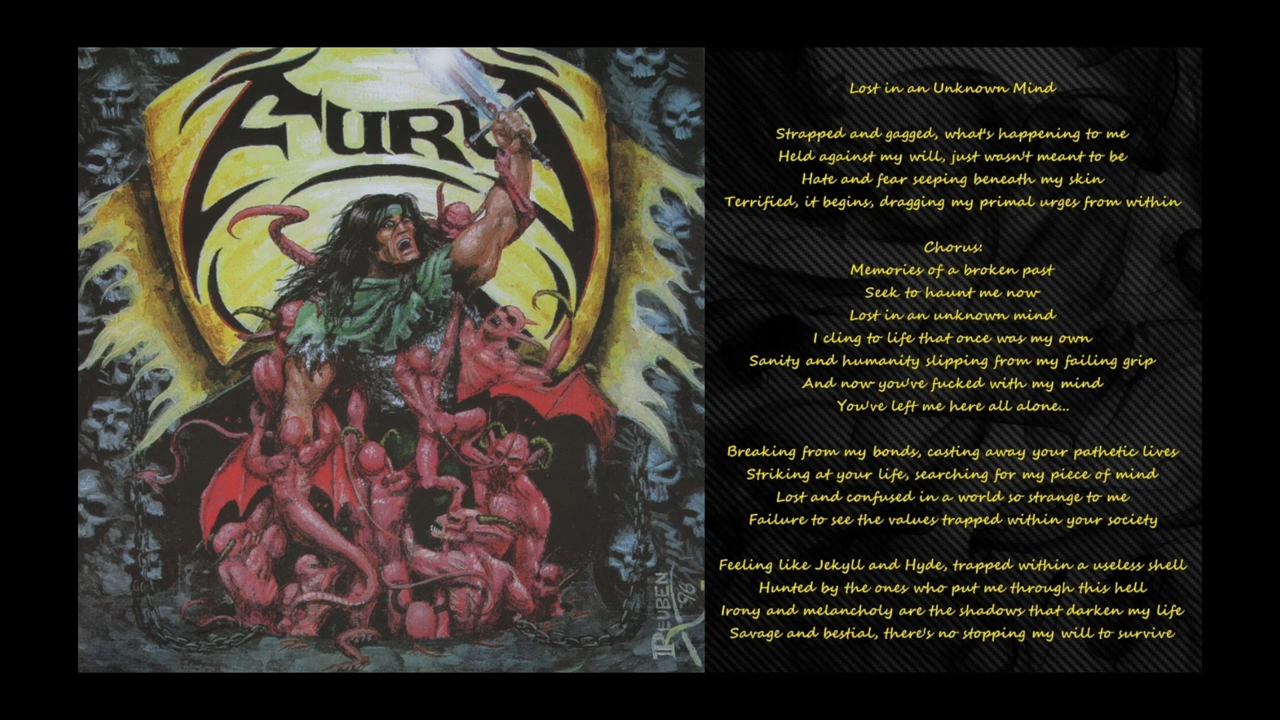 FURY
REUBEN
96
Lost in an Unknown Mind
Strapped and gagged, what's happening to me
Held against my will, just wasn't meant to be
Hate and fear seeping beneath my skin
Terrified, it begins, dragging my primal urges from within
Chorus:
Memories of a broken past
Seek to haunt me now
Lost in an unknown mind
I cling to life that once was my own
Sanity and humanity slipping from my failing grip
And now you've fucked with my mind
You've left me here all alone...
Breaking from my bonds, casting away your pathetic lives
Striking at your life, searching for my piece of mind
Lost and confused in a world so strange to me
Failure to see the values trapped within your society
Feeling like Jekyll and Hyde, trapped within a useless shell
Hunted by the ones who put me through this hell
Irony and melancholy are the shadows that darken my life
Savage and bestial, there's no stopping my will to survive